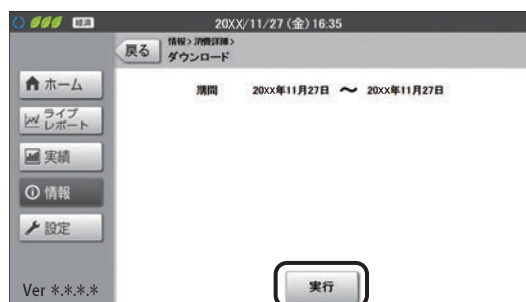 経済
20XX/11/27 (金) 16:35
戻る
情報>消費詳細>
ダウンロード
ホーム
ライブ
レポート
実績
情報
設定
Ver *.*.*.*
期間 20xx年11月27日 〜 20xx年11月27日
実行